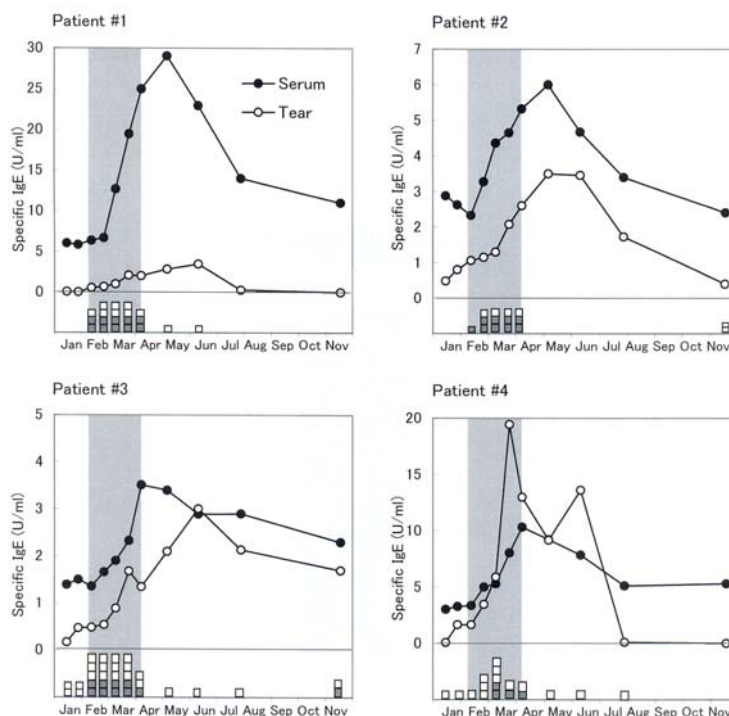 Patient #1
Specific IgE (U/ml)
30
25
20
15
10
5
0
Serum
Tear
Jan Feb Mar Apr May Jun Jul Aug Sep Oct Nov
Patient #2
Specific IgE (U/ml)
7
6
5
4
3
2
1
0
Jan Feb Mar Apr May Jun Jul Aug Sep Oct Nov
Patient #3
Specific IgE (U/ml)
5
4
3
2
1
0
Jan Feb Mar Apr May Jun Jul Aug Sep Oct Nov
Patient #4
Specific IgE (U/ml)
20
15
10
5
0
Jan Feb Mar Apr May Jun Jul Aug Sep Oct Nov